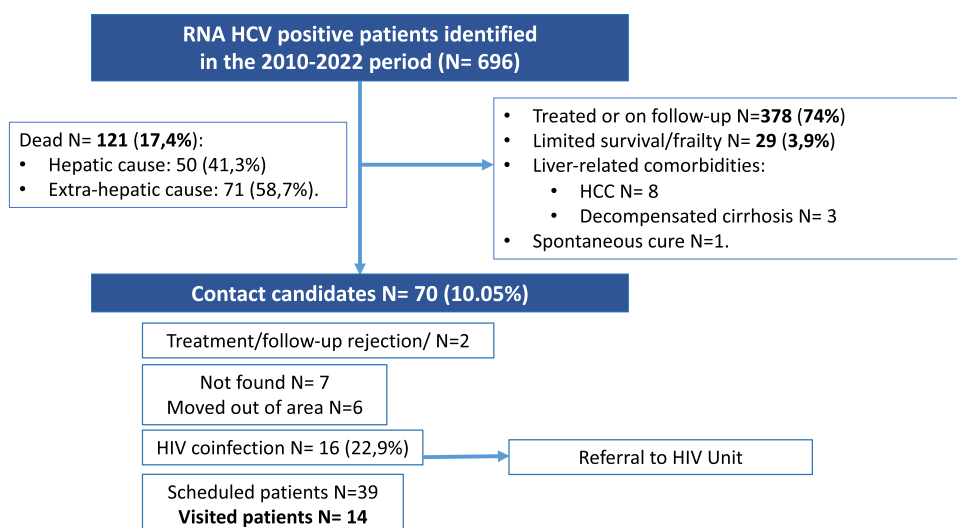 RNA HCV positive patients identified
in the 2010-2022 period (N= 696)
Dead N= 121 (17,4%):
• Hepatic cause: 50 (41,3%)
• Extra-hepatic cause: 71 (58,7%).
• Treated or on follow-up N=378 (74%)
• Limited survival/frailty N= 29 (3,9%)
• Liver-related comorbidities:
• HCC N= 8
• Decompensated cirrhosis N= 3
• Spontaneous cure N=1.
Contact candidates N= 70 (10.05%)
Treatment/follow-up rejection/ N=2
Not found N= 7
Moved out of area N=6
HIV coinfection N= 16 (22,9%)
Referral to HIV Unit
Scheduled patients N=39
Visited patients N= 14